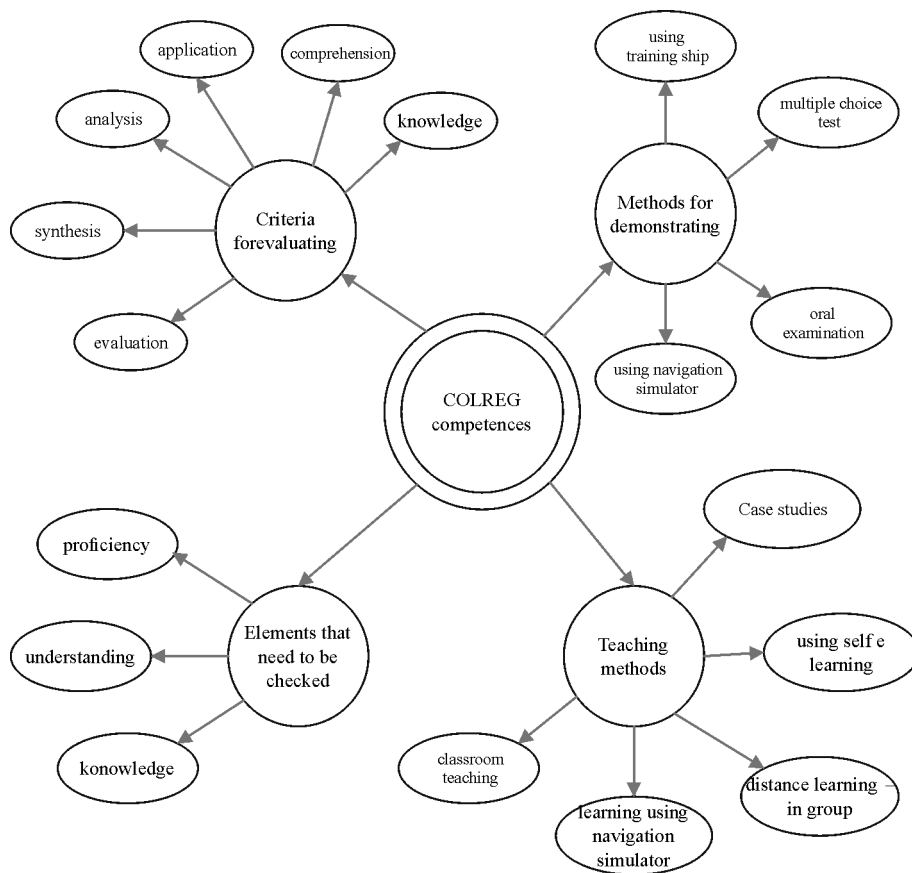 application
comprehension
analysis
knowledge
synthesis
evaluation
Criteria
forevaluating
using
training ship
multiple choice
test
Methods for
demonstrating
oral
examination
using navigation
simulator
COLREG
competences
proficiency
understanding
konowledge
Elements that
need to be
checked
Teaching
methods
Case studies
using self e
learning
distance learning
in group
learning using
navigation
simulator
classroom
teaching